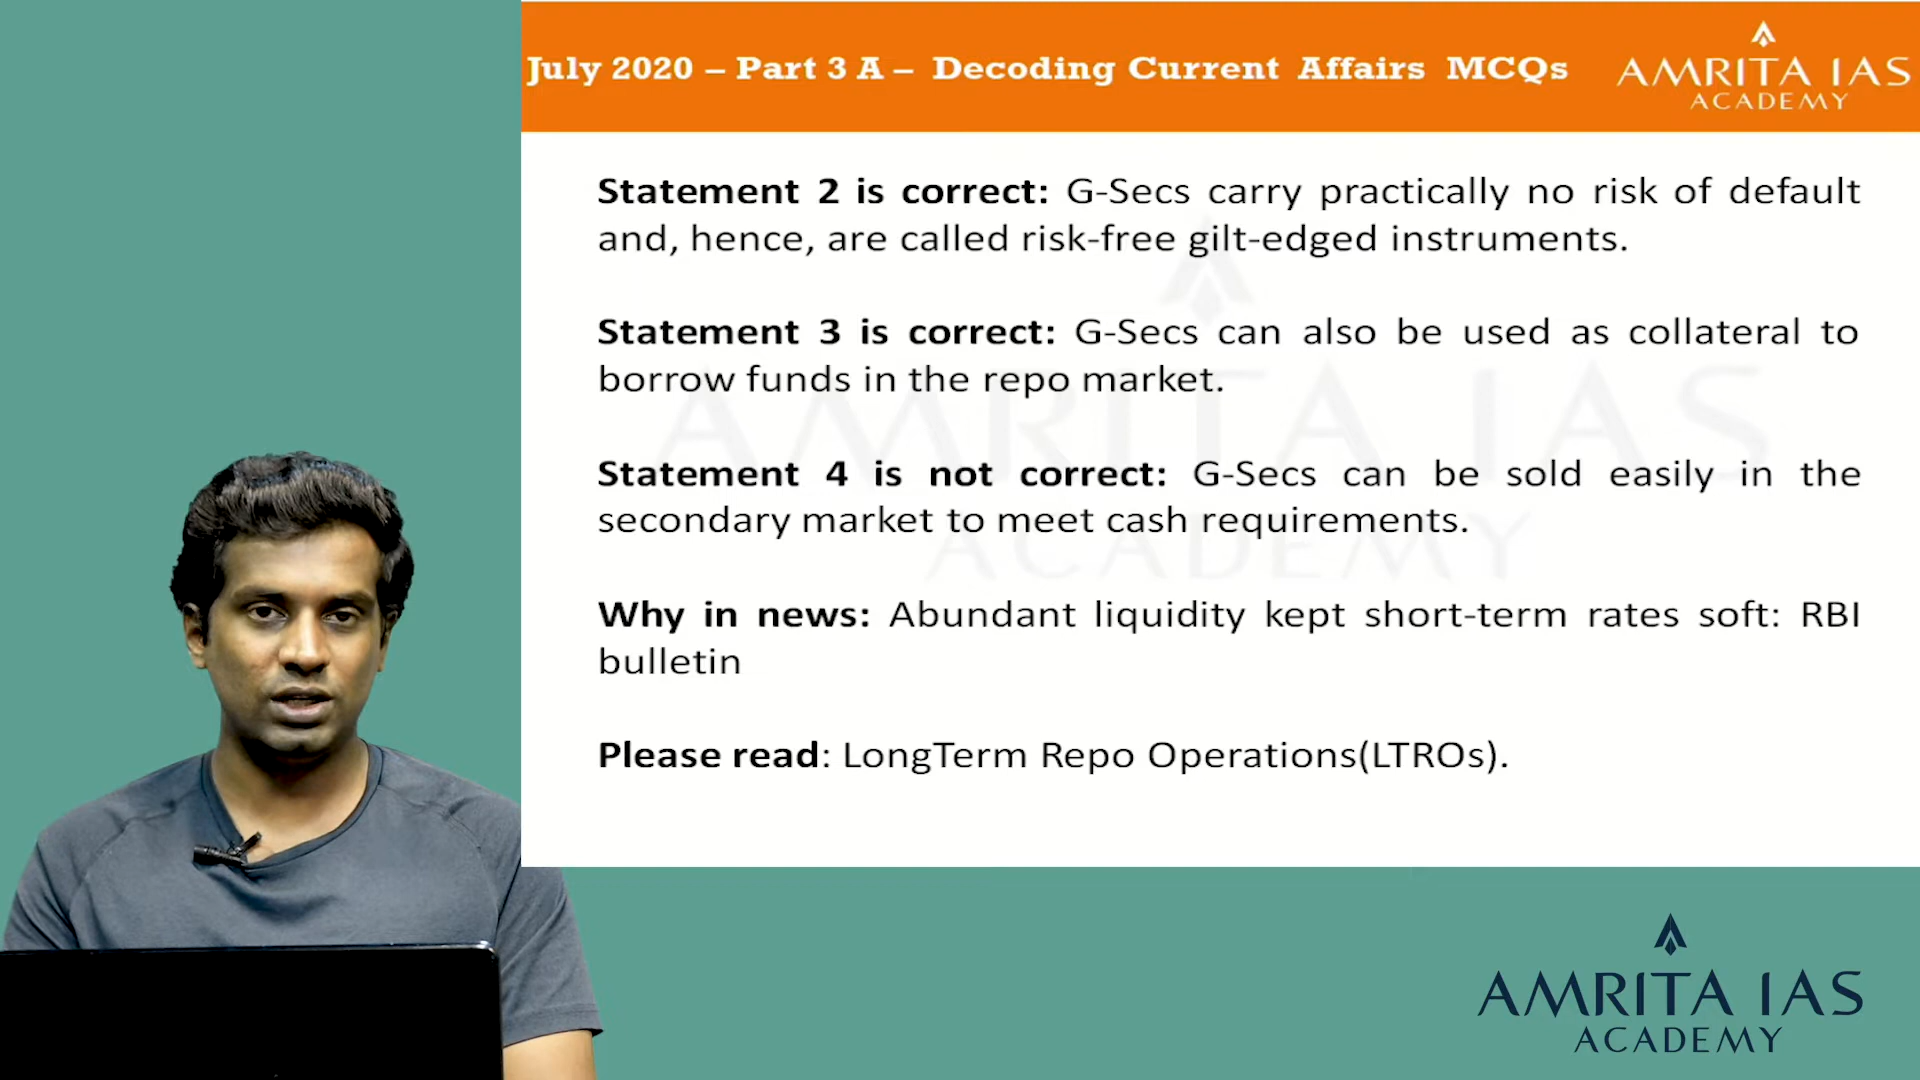 July 2020 – Part 3 A – Decoding Current Affairs MCQs
AMRITA IAS
ACADEMY
Statement 2 is correct: G-Secs carry practically no risk of default
and, hence, are called risk-free gilt-edged instruments.
Statement 3 is correct: G-Secs can also be used as collateral to
borrow funds in the repo market.
Statement 4 is not correct: G-Secs can be sold easily in the
secondary market to meet cash requirements.
Why in news: Abundant liquidity kept short-term rates soft: RBI
bulletin
Please read: LongTerm Repo Operations(LTROs).
AMRITA IAS
ACADEMY
AMRITA IAS
ACADEMY